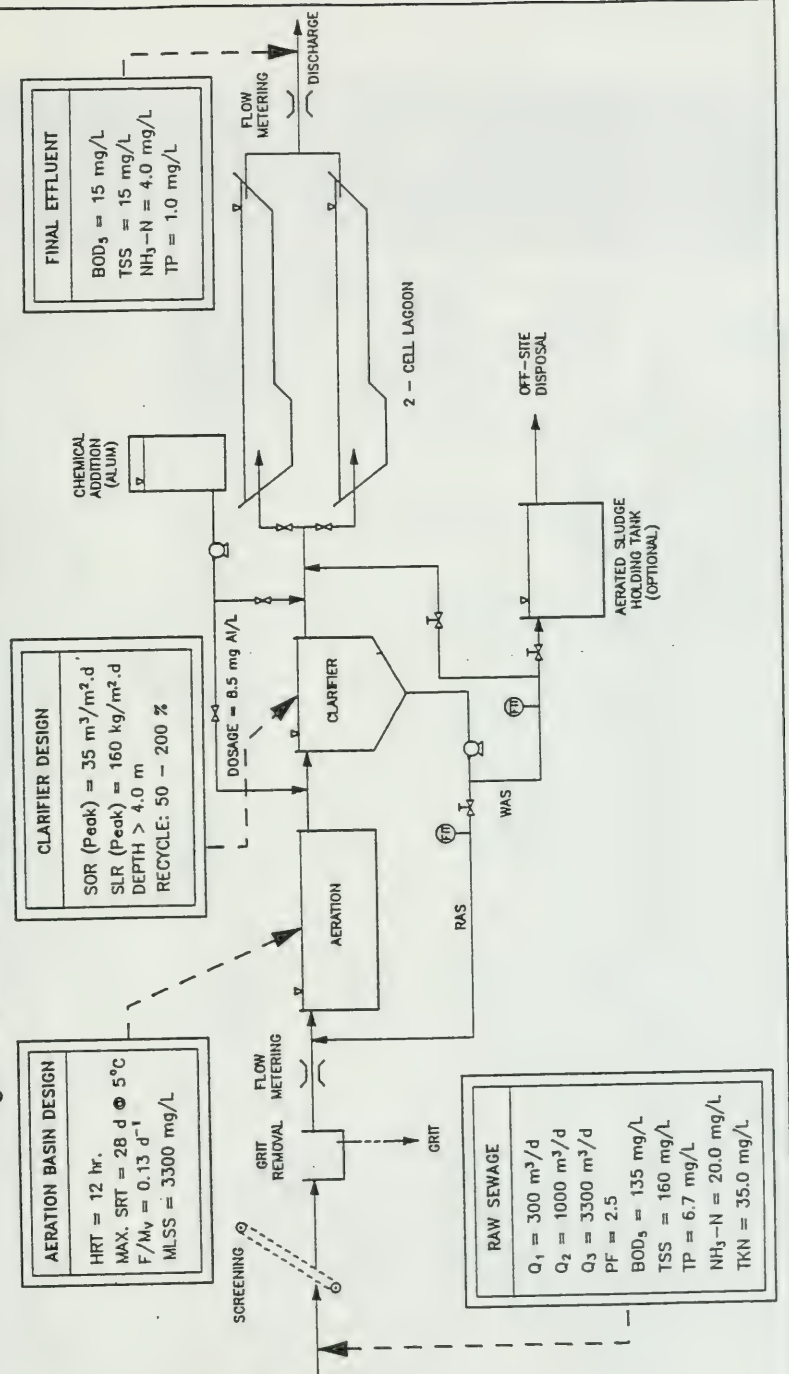 AERATION BASIN DESIGN
HRT = 12 hr.
MAX. SRT = 28 d @ 5°C
F/Mᵥ = 0.13 d⁻¹
MLSS = 3300 mg/L
CLARIFIER DESIGN
SOR (Peak) = 35 m³/m².d
SLR (Peak) = 160 kg/m².d
DEPTH > 4.0 m
RECYCLE: 50 - 200 %
FINAL EFFLUENT
BOD₅ = 15 mg/L
TSS = 15 mg/L
NH₃-N = 4.0 mg/L
TP = 1.0 mg/L
CHEMICAL
ADDITION
(ALUM)
DOSAGE = 8.5 mg Al/L
SCREENING
GRIT
REMOVAL
GRIT
FLOW
METERING
AERATION
CLARIFIER
2 - CELL LAGOON
FLOW
METERING
DISCHARGE
RAS
FIT
WAS
FIT
AERATED SLUDGE
HOLDING TANK
(OPTIONAL)
OFF-SITE
DISPOSAL
RAW SEWAGE
Q₁ = 300 m³/d
Q₂ = 1000 m³/d
Q₃ = 3300 m³/d
PF = 2.5
BOD₅ = 135 mg/L
TSS = 160 mg/L
TP = 6.7 mg/L
NH₃-N = 20.0 mg/L
TKN = 35.0 mg/L